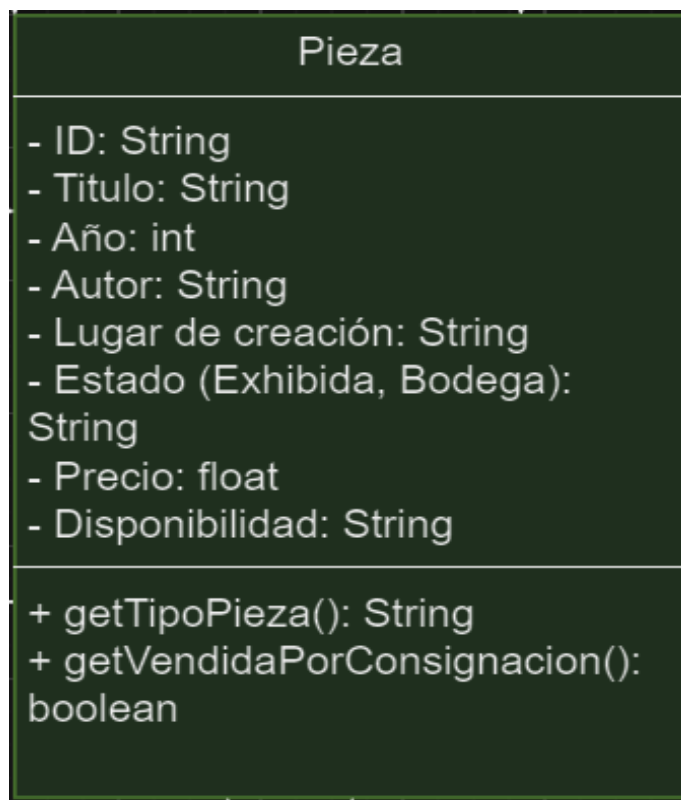 Pieza
- ID: String
- Titulo: String
- Año: int
- Autor: String
- Lugar de creación: String
- Estado (Exhibida, Bodega):
String
- Precio: float
- Disponibilidad: String
+ getTipoPieza(): String
+ getVendidaPorConsignacion():
boolean